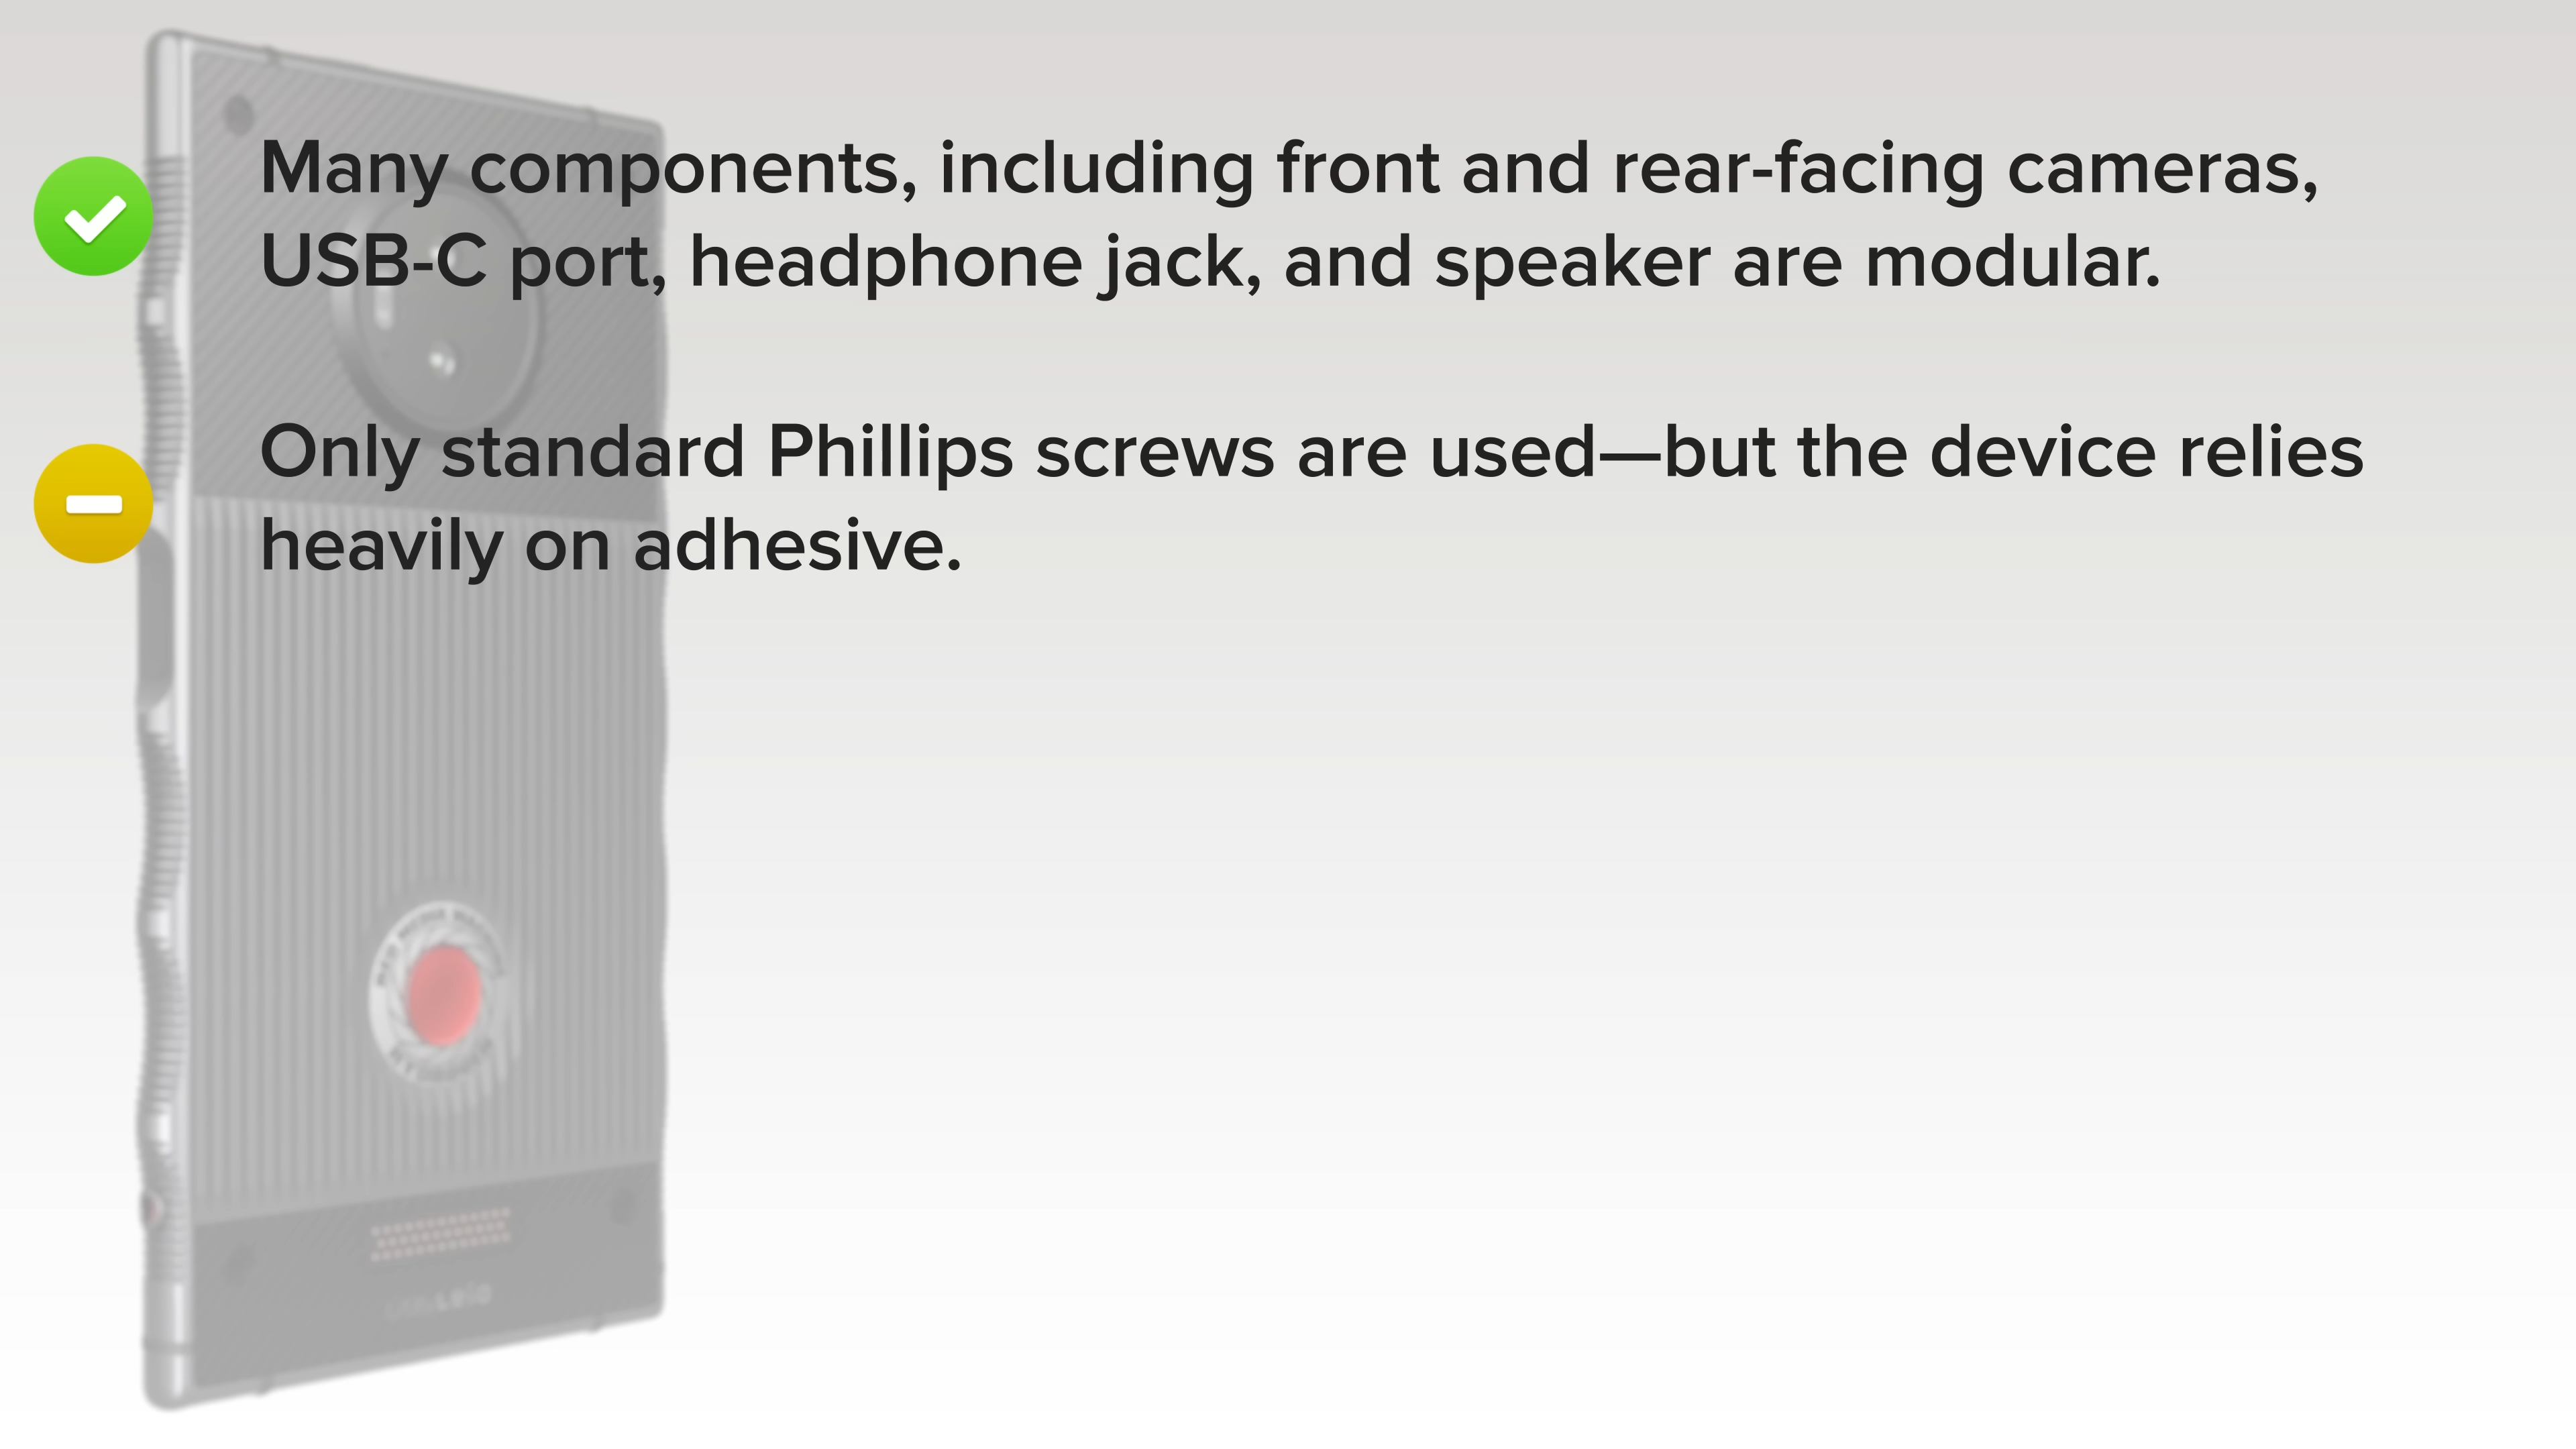 Many components, including front and rear-facing cameras,
USB-C port, headphone jack, and speaker are modular.
Only standard Phillips screws are used—but the device relies
heavily on adhesive.